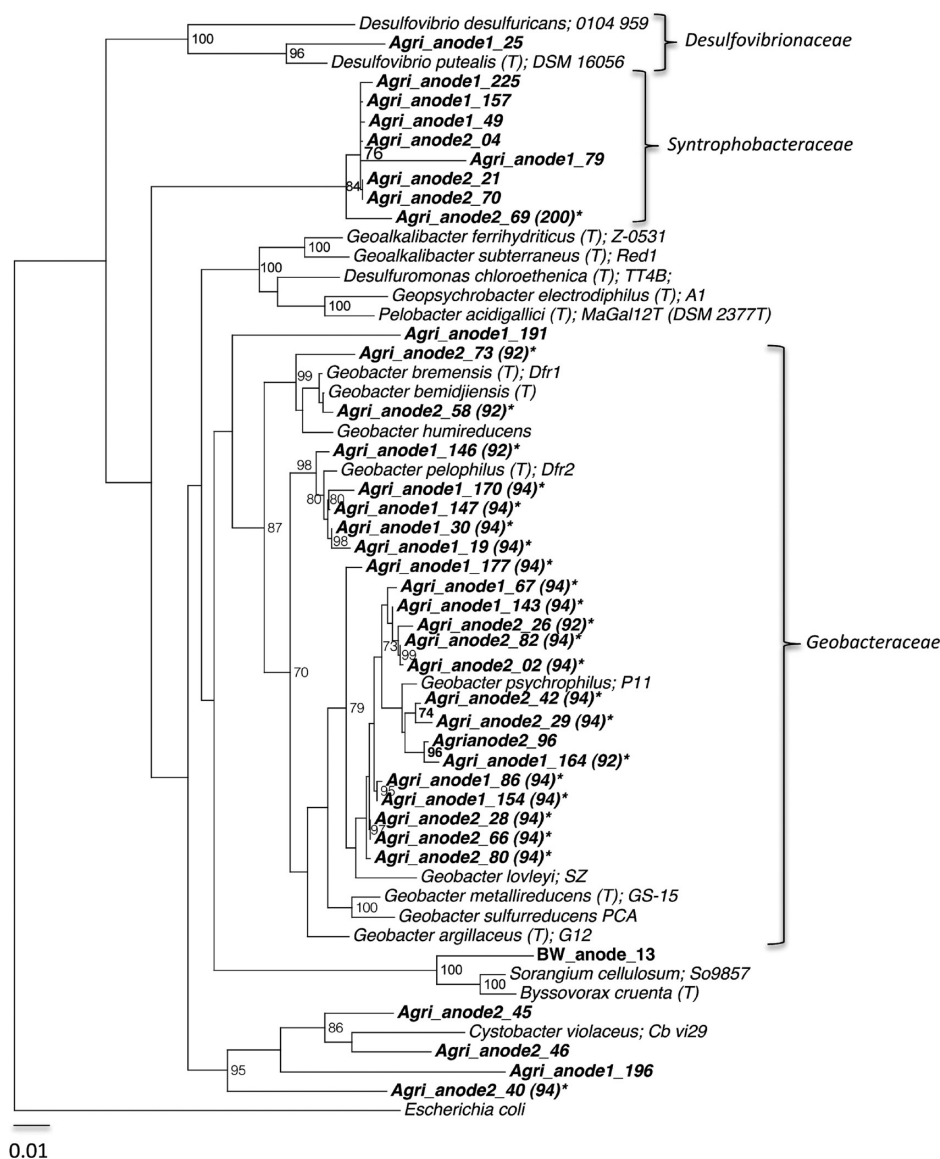 Desulfovibrio desulfuricans; 0104 959
Agri_anode1_25
Desulfovibrio putealis (T); DSM 16056
Desulfovibrionaceae
100
96
Agri_anode1_225
Agri_anode1_157
Agri_anode1_49
Agri_anode2_04
76
Agri_anode1_79
Agri_anode2_21
84
Agri_anode2_70
Agri_anode2_69 (200)*
Syntrophobacteraceae
Geoalkalibacter ferrihydriticus (T); Z-0531
100
Geoalkalibacter subterraneus (T); Red1
100
Desulfuromonas chloroethenica (T); TT4B;
Geopsychrobacter electrodiphilus (T); A1
100
Pelobacter acidigallici (T); MaGal12T (DSM 2377T)
Agri_anode1_191
Agri_anode2_73 (92)*
99
Geobacter bremensis (T); Dfr1
Geobacter bemidjiensis (T)
Agri_anode2_58 (92)*
Geobacter humireducens
Agri_anode1_146 (92)*
98
Geobacter pelophilus (T); Dfr2
Agri_anode1_170 (94)*
80
80
Agri_anode1_147 (94)*
87
Agri_anode1_30 (94)*
98
Agri_anode1_19 (94)*
Agri_anode1_177 (94)*
Agri_anode1_67 (94)*
Agri_anode1_143 (94)*
Agri_anode2_26 (92)*
Agri_anode2_82 (94)*
73
99
Agri_anode2_02 (94)*
Geobacteraceae
70
Geobacter psychrophilus; P11
Agri_anode2_42 (94)*
79
74
Agri_anode2_29 (94)*
Agrianode2_96
96
Agri_anode1_164 (92)*
Agri_anode1_86 (94)*
95
Agri_anode1_154 (94)*
Agri_anode2_28 (94)*
97
Agri_anode2_66 (94)*
Agri_anode2_80 (94)*
Geobacter lovleyi; SZ
Geobacter metallireducens (T); GS-15
100
Geobacter sulfurreducens PCA
Geobacter argillaceus (T); G12
BW_anode_13
100
Sorangium cellulosum; So9857
100
Byssovorax cruenta (T)
Agri_anode2_45
86
Cystobacter violaceus; Cb vi29
Agri_anode2_46
95
Agri_anode1_196
Agri_anode2_40 (94)*
Escherichia coli
0.01